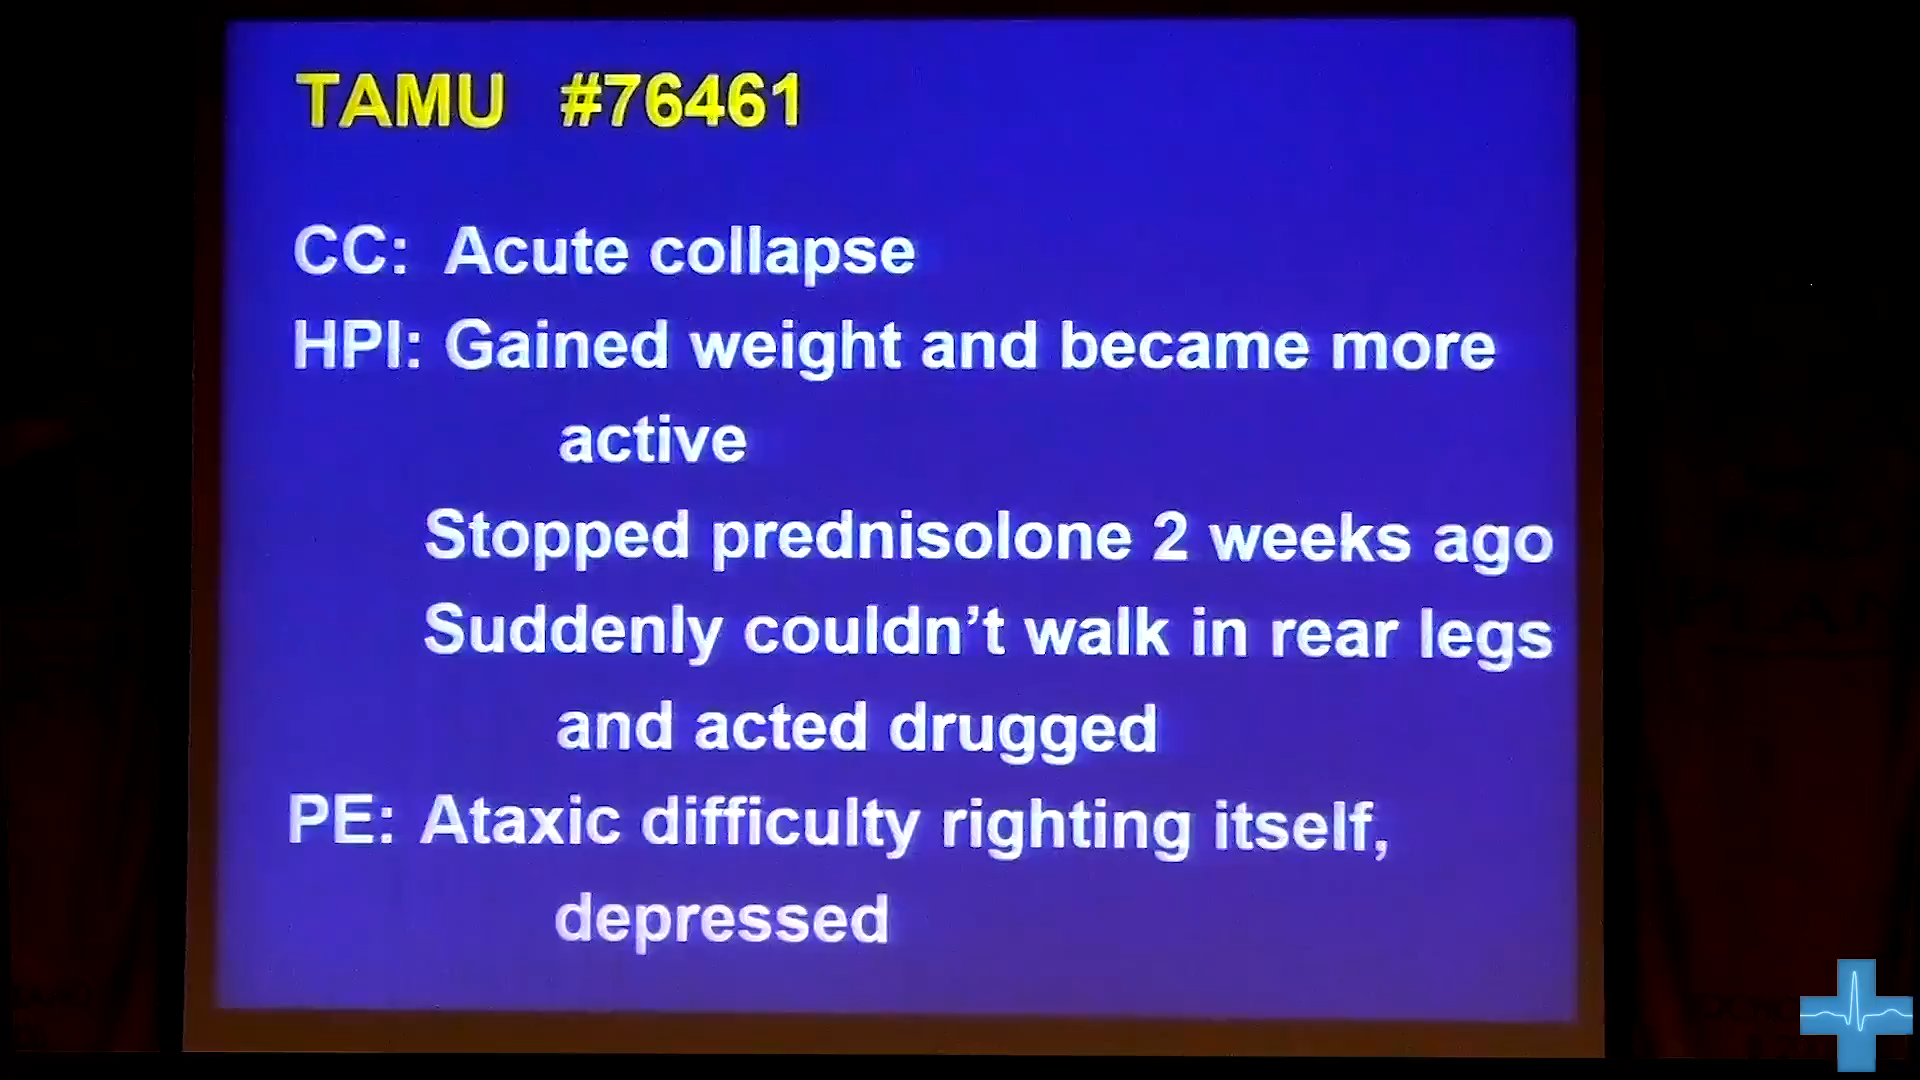 TAMU #76461
CC: Acute collapse
HPI: Gained weight and became more
active
Stopped prednisolone 2 weeks ago
Suddenly couldn’t walk in rear legs
and acted drugged
PE: Ataxic difficulty righting itself,
depressed